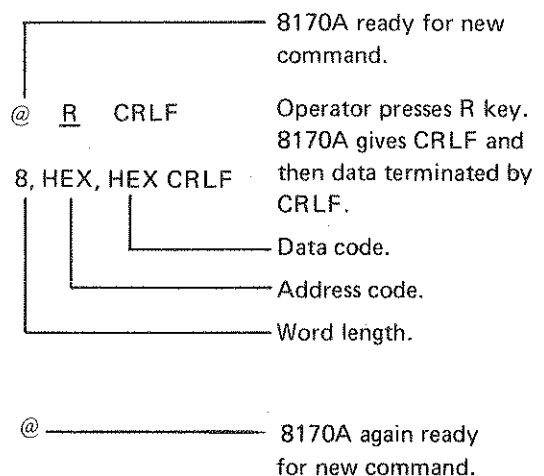 8170A ready for new
command.
@ R CRLF
Operator presses R key.
8170A gives CRLF and
then data terminated by
CRLF.
8, HEX, HEX CRLF
Data code.
Address code.
Word length.
@
8170A again ready
for new command.